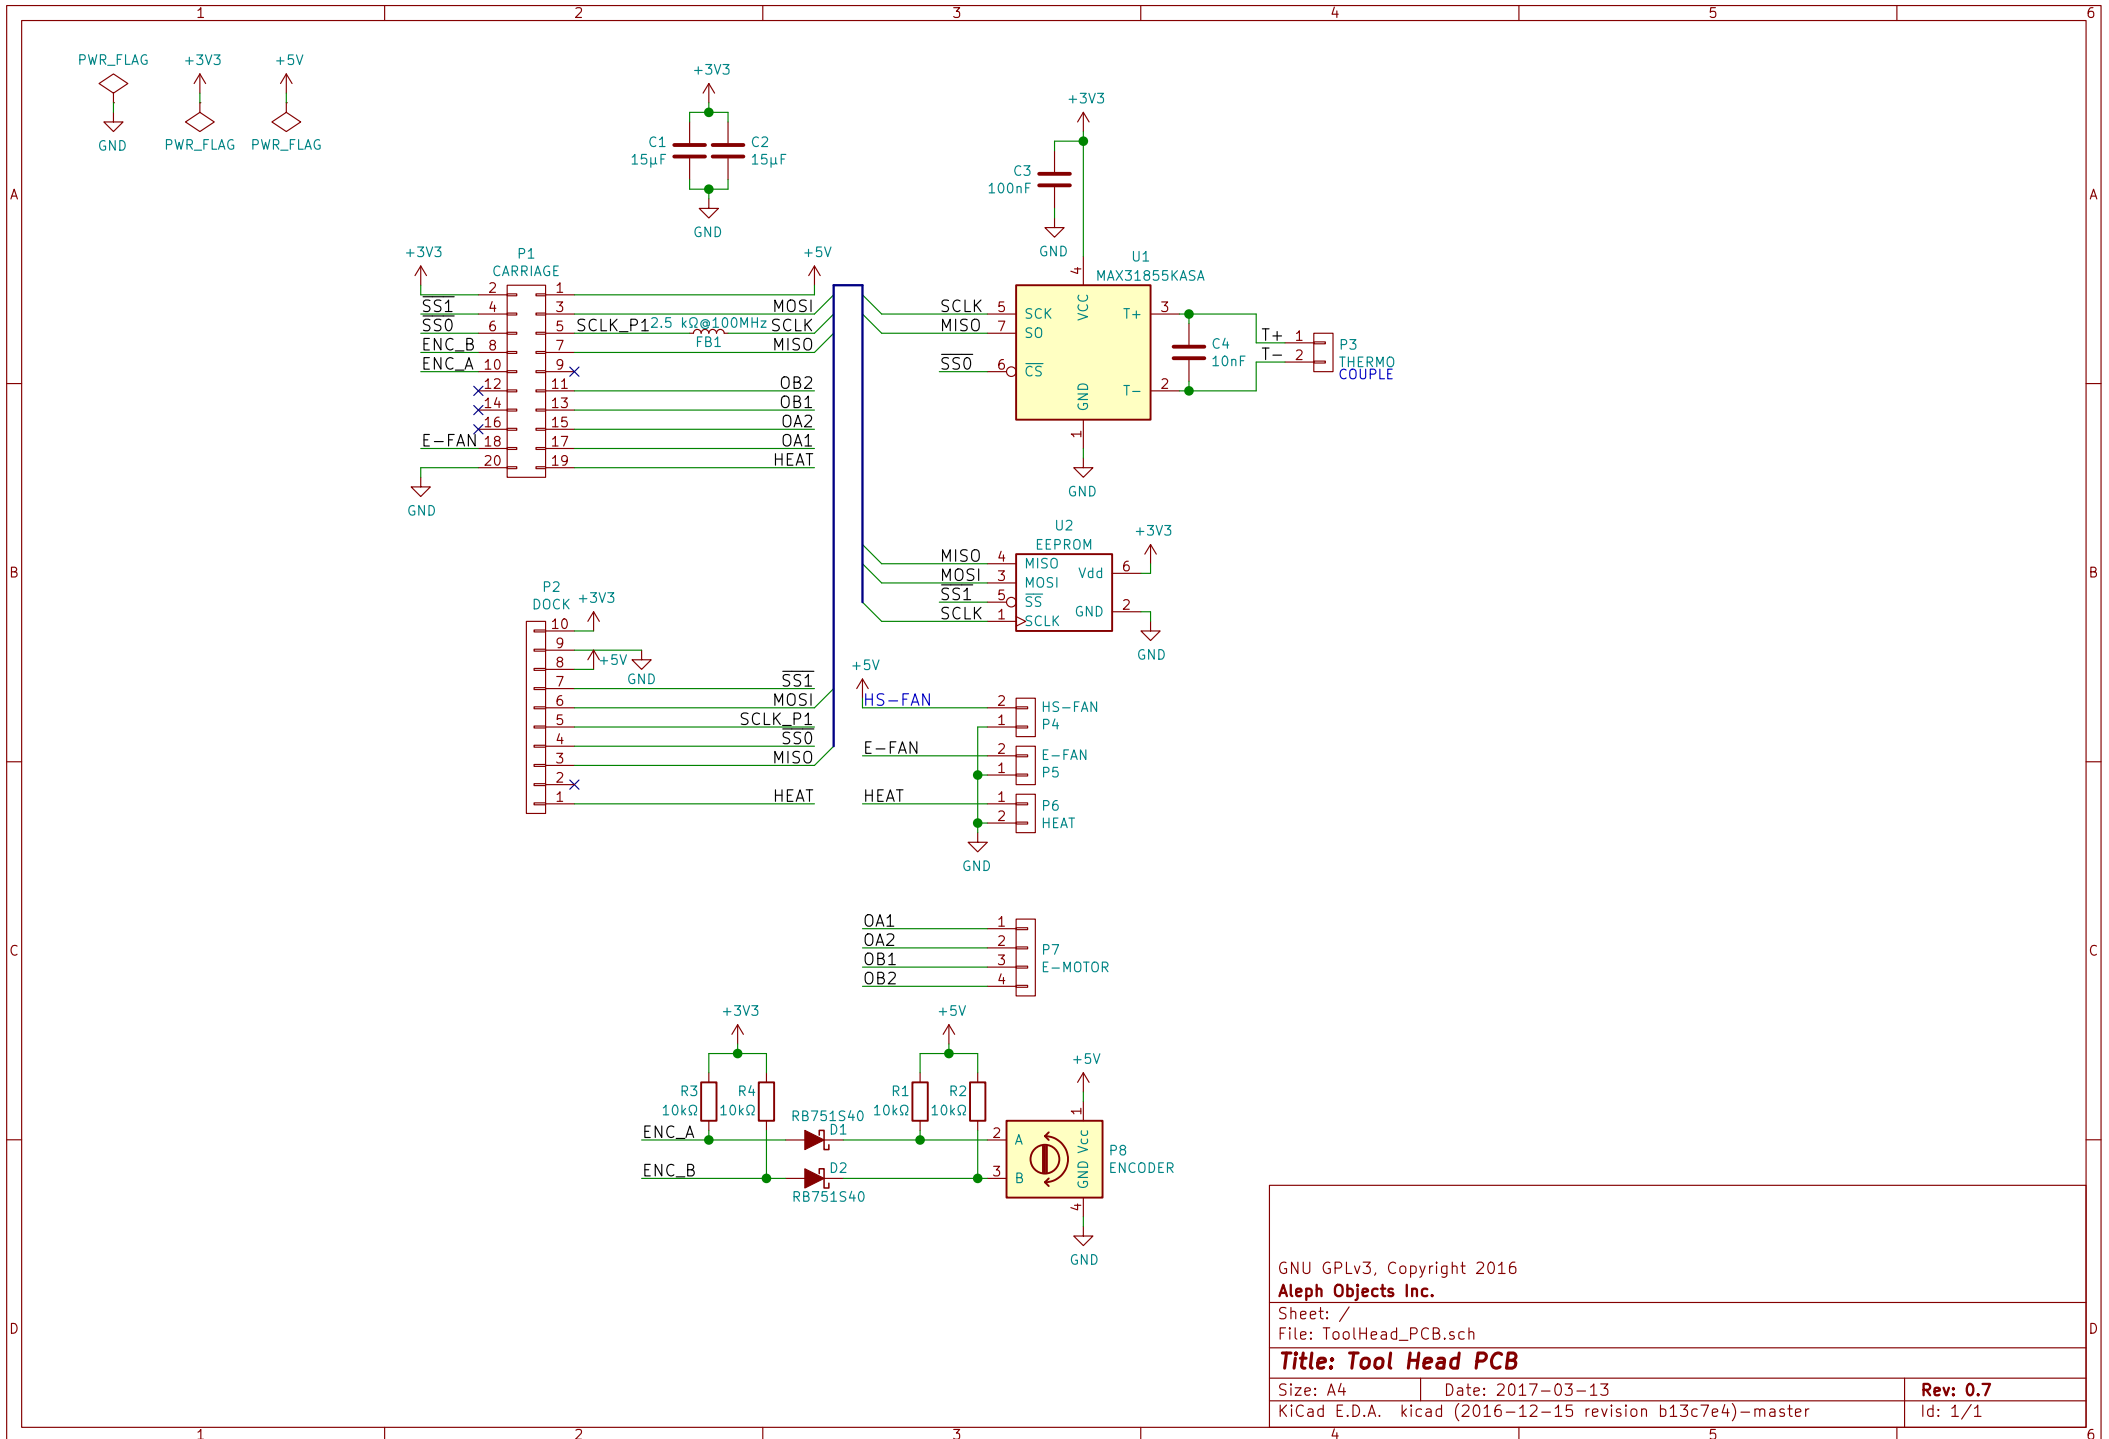 1 2 3 4 5 6
PWR_FLAG +3V3 +5V
GND PWR_FLAG PWR_FLAG
+3V3
C1 15µF
C2 15µF
GND
+3V3
C3
100nF
GND
A A
+3V3
P1
CARRIAGE
+5V
2 1
SS1 4 3 MOSI
SS0 6 5 SCLK_P1 2.5 kΩ@100MHz SCLK
FB1
ENC_B 8 7 MISO
ENC_A 10 9
12 11 OB2
14 13 OB1
16 15 OA2
E-FAN 18 17 OA1
20 19 HEAT
GND
U1
MAX31855KASA
4 VCC
SCLK 5 SCK
MISO 7 SO
SS0 6 CS
T+ 3
T- 2
GND 1
GND
C4
10nF
T+ 1
T- 2
P3
THERMO
COUPLE
B B
U2
EEPROM
+3V3
MISO 4 MISO
MOSI 3 MOSI
SS1 5 SS
SCLK 1 SCLK
Vdd 6
GND 2
GND
P2
DOCK
+3V3
10
9
8 +5V
GND
7 SS1
6 MOSI
5 SCLK_P1
4 SS0
3 MISO
2
1 HEAT
+5V
HS-FAN 2 HS-FAN
1 P4
E-FAN 2 E-FAN
1 P5
HEAT 1 P6
2 HEAT
GND
C C
OA1 1
OA2 2
OB1 3
OB2 4
P7
E-MOTOR
+3V3
R3
10kΩ
R4
10kΩ
+5V
R1
10kΩ
R2
10kΩ
+5V
RB751S40
D1
ENC_A
D2
RB751S40
ENC_B
1
2 A
3 B
GND Vcc
4
P8
ENCODER
GND
D D
GNU GPLv3, Copyright 2016
Aleph Objects Inc.
Sheet: /
File: ToolHead_PCB.sch
Title: Tool Head PCB
Size: A4 Date: 2017-03-13 Rev: 0.7
KiCad E.D.A. kicad (2016-12-15 revision b13c7e4)-master Id: 1/1
1 2 3 4 5 6